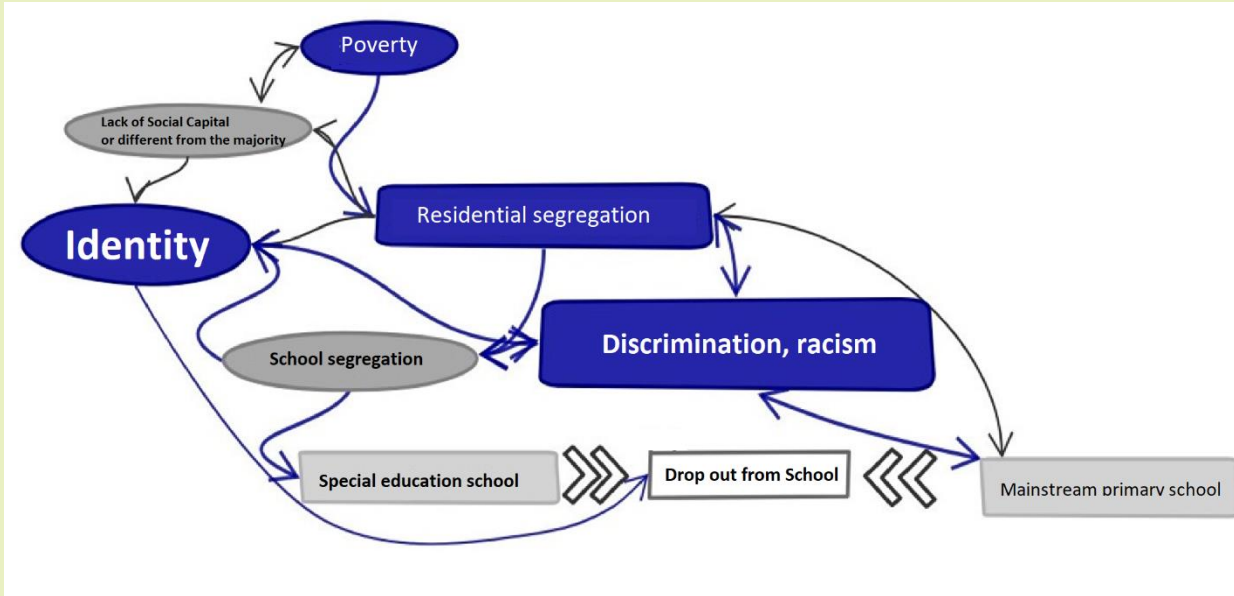 Poverty
Lack of Social Capital
or different from the majority
Residential segregation
Identity
Discrimination, racism
School segregation
Special education school
Drop out from School
Mainstream primary school